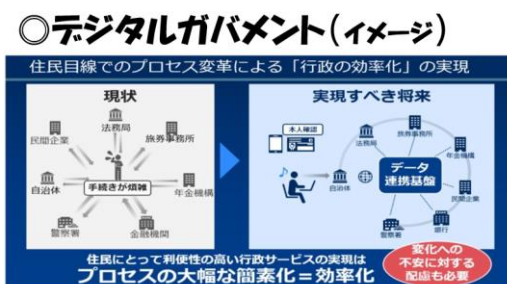 ○デジタルガバメント(イメージ)
住民目線でのプロセス変革による「行政の効率化」の実現
現状
法務局
旅券事務所
民間企業
自治体
手続きが煩雑
年金機構
警察署
金融機関
実現すべき将来
本人確認
旅券事務所
法務局
年金機構
データ
連携基盤
自治体
民間企業
警察署
銀行
住民にとって利便性の高い行政サービスの実現は
プロセスの大幅な簡素化=効率化
変化への
不安に対する
配慮も必要